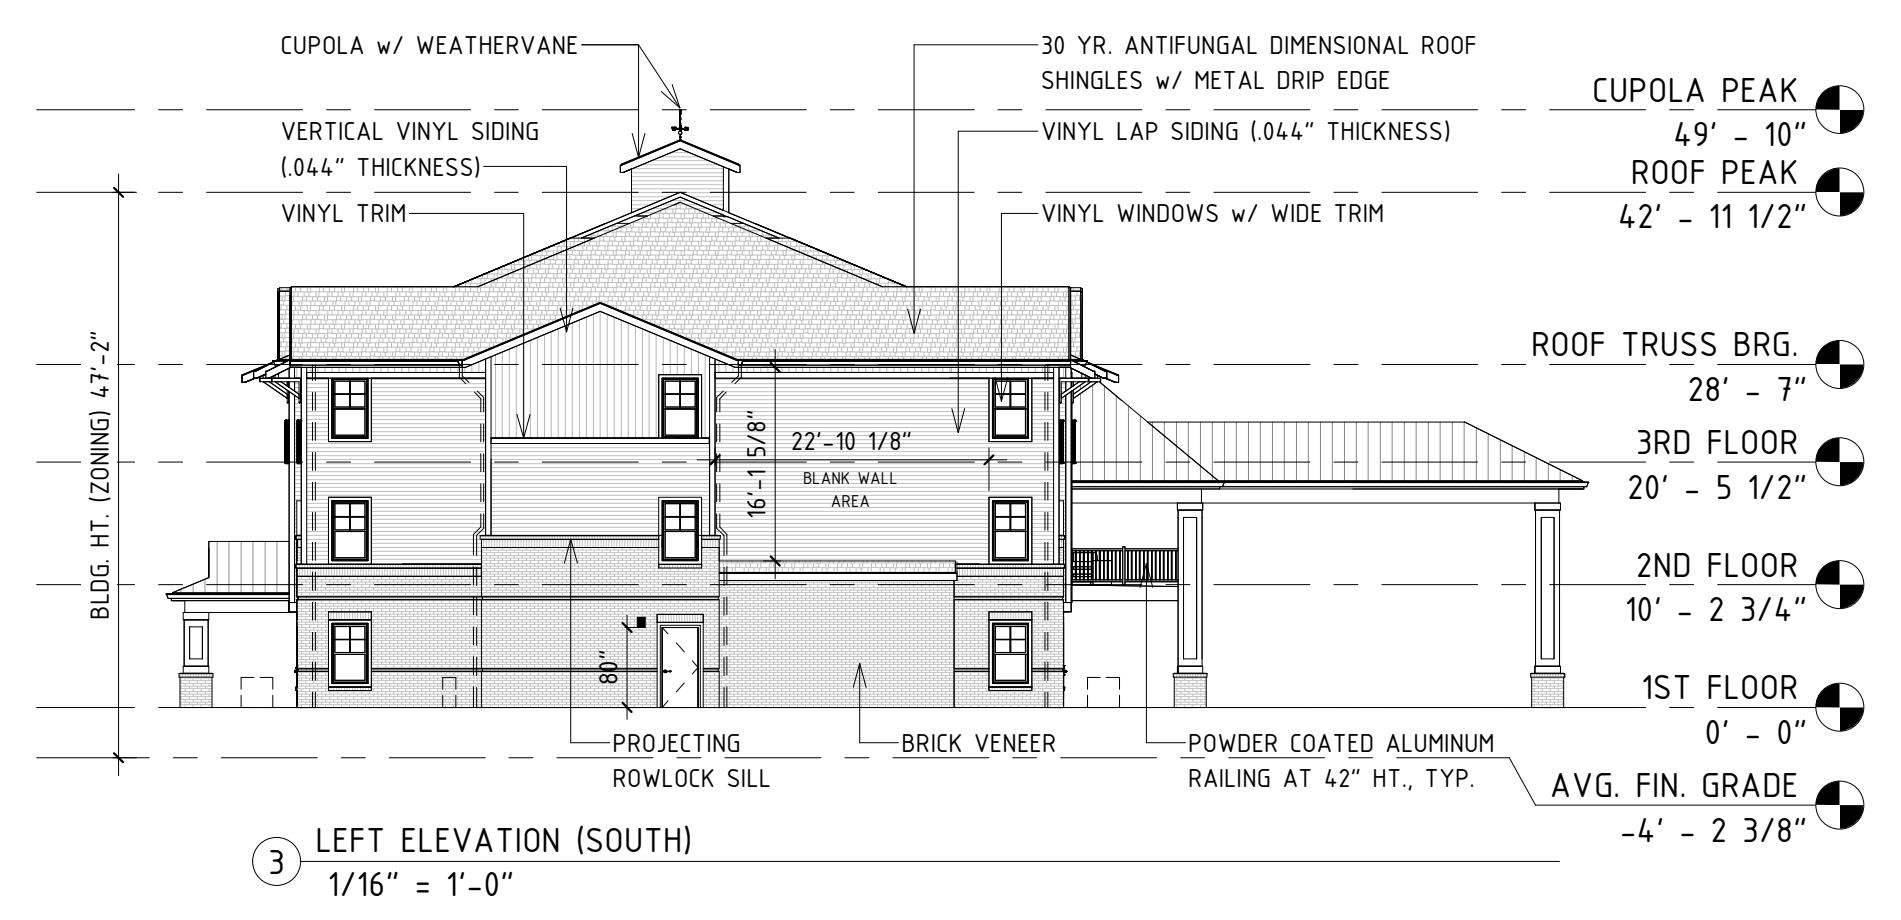 CUPOLA w/ WEATHERVANE
30 YR. ANTIFUNGAL DIMENSIONAL ROOF
SHINGLES w/ METAL DRIP EDGE
CUPOLA PEAK
49' - 10"
VERTICAL VINYL SIDING
(.044" THICKNESS)
VINYL LAP SIDING (.044" THICKNESS)
ROOF PEAK
42' - 11 1/2"
VINYL TRIM
VINYL WINDOWS w/ WIDE TRIM
ROOF TRUSS BRG.
28' - 7"
BLDG. HT. (ZONING) 47'-2"
16'-1 5/8"
22'-10 1/8"
BLANK WALL
AREA
3RD FLOOR
20' - 5 1/2"
2ND FLOOR
10' - 2 3/4"
80"
1ST FLOOR
0' - 0"
PROJECTING
ROWLOCK SILL
BRICK VENEER
POWDER COATED ALUMINUM
RAILING AT 42" HT., TYP.
AVG. FIN. GRADE
-4' - 2 3/8"
3
LEFT ELEVATION (SOUTH)
1/16" = 1'-0"